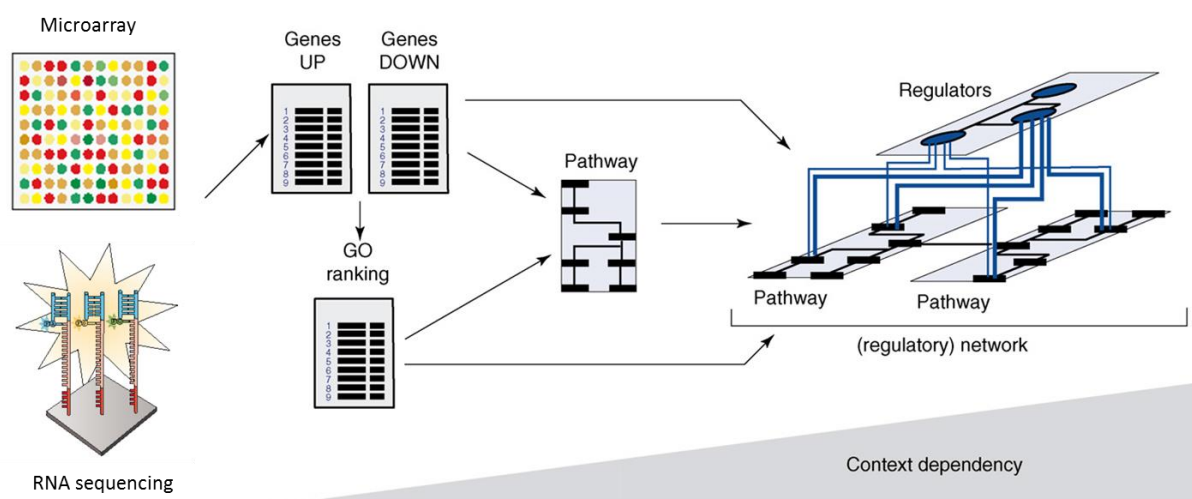 Microarray
Genes
UP
Genes
DOWN
1
2
3
4
5
6
7
8
9
1
2
3
4
5
6
7
8
9
GO
ranking
1
2
3
4
5
6
7
8
9
Pathway
Regulators
Pathway
Pathway
(regulatory) network
Context dependency
RNA sequencing